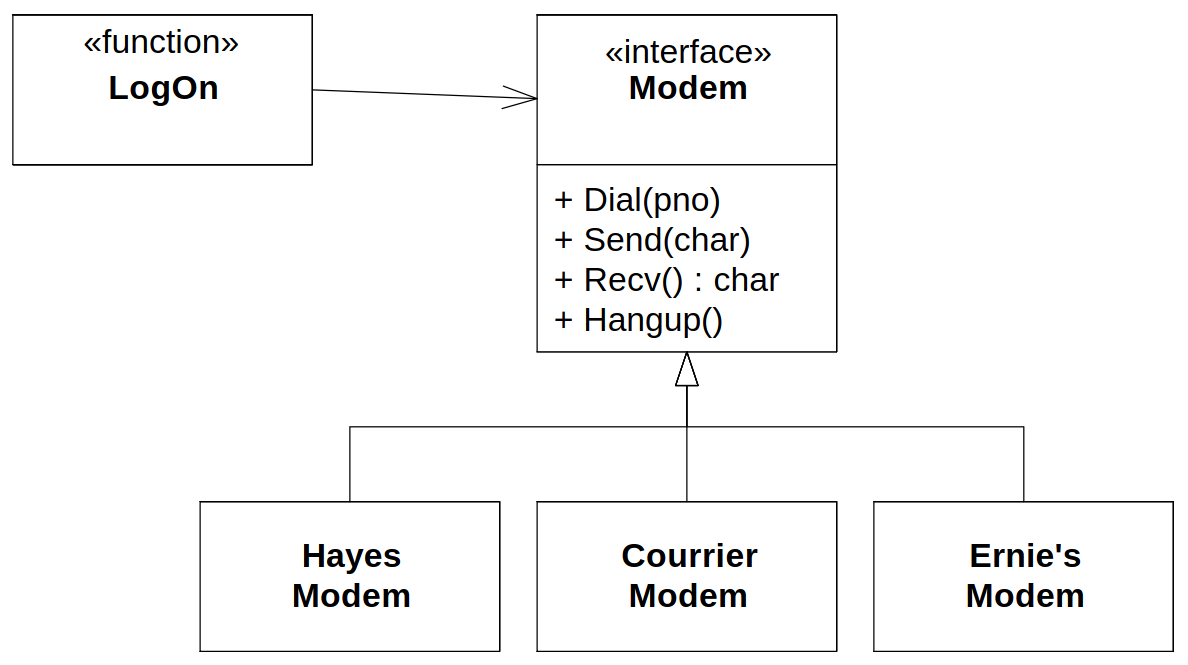 «function»
LogOn
«interface»
Modem
+ Dial(pno)
+ Send(char)
+ Recv() : char
+ Hangup()
Hayes
Modem
Courrier
Modem
Ernie's
Modem